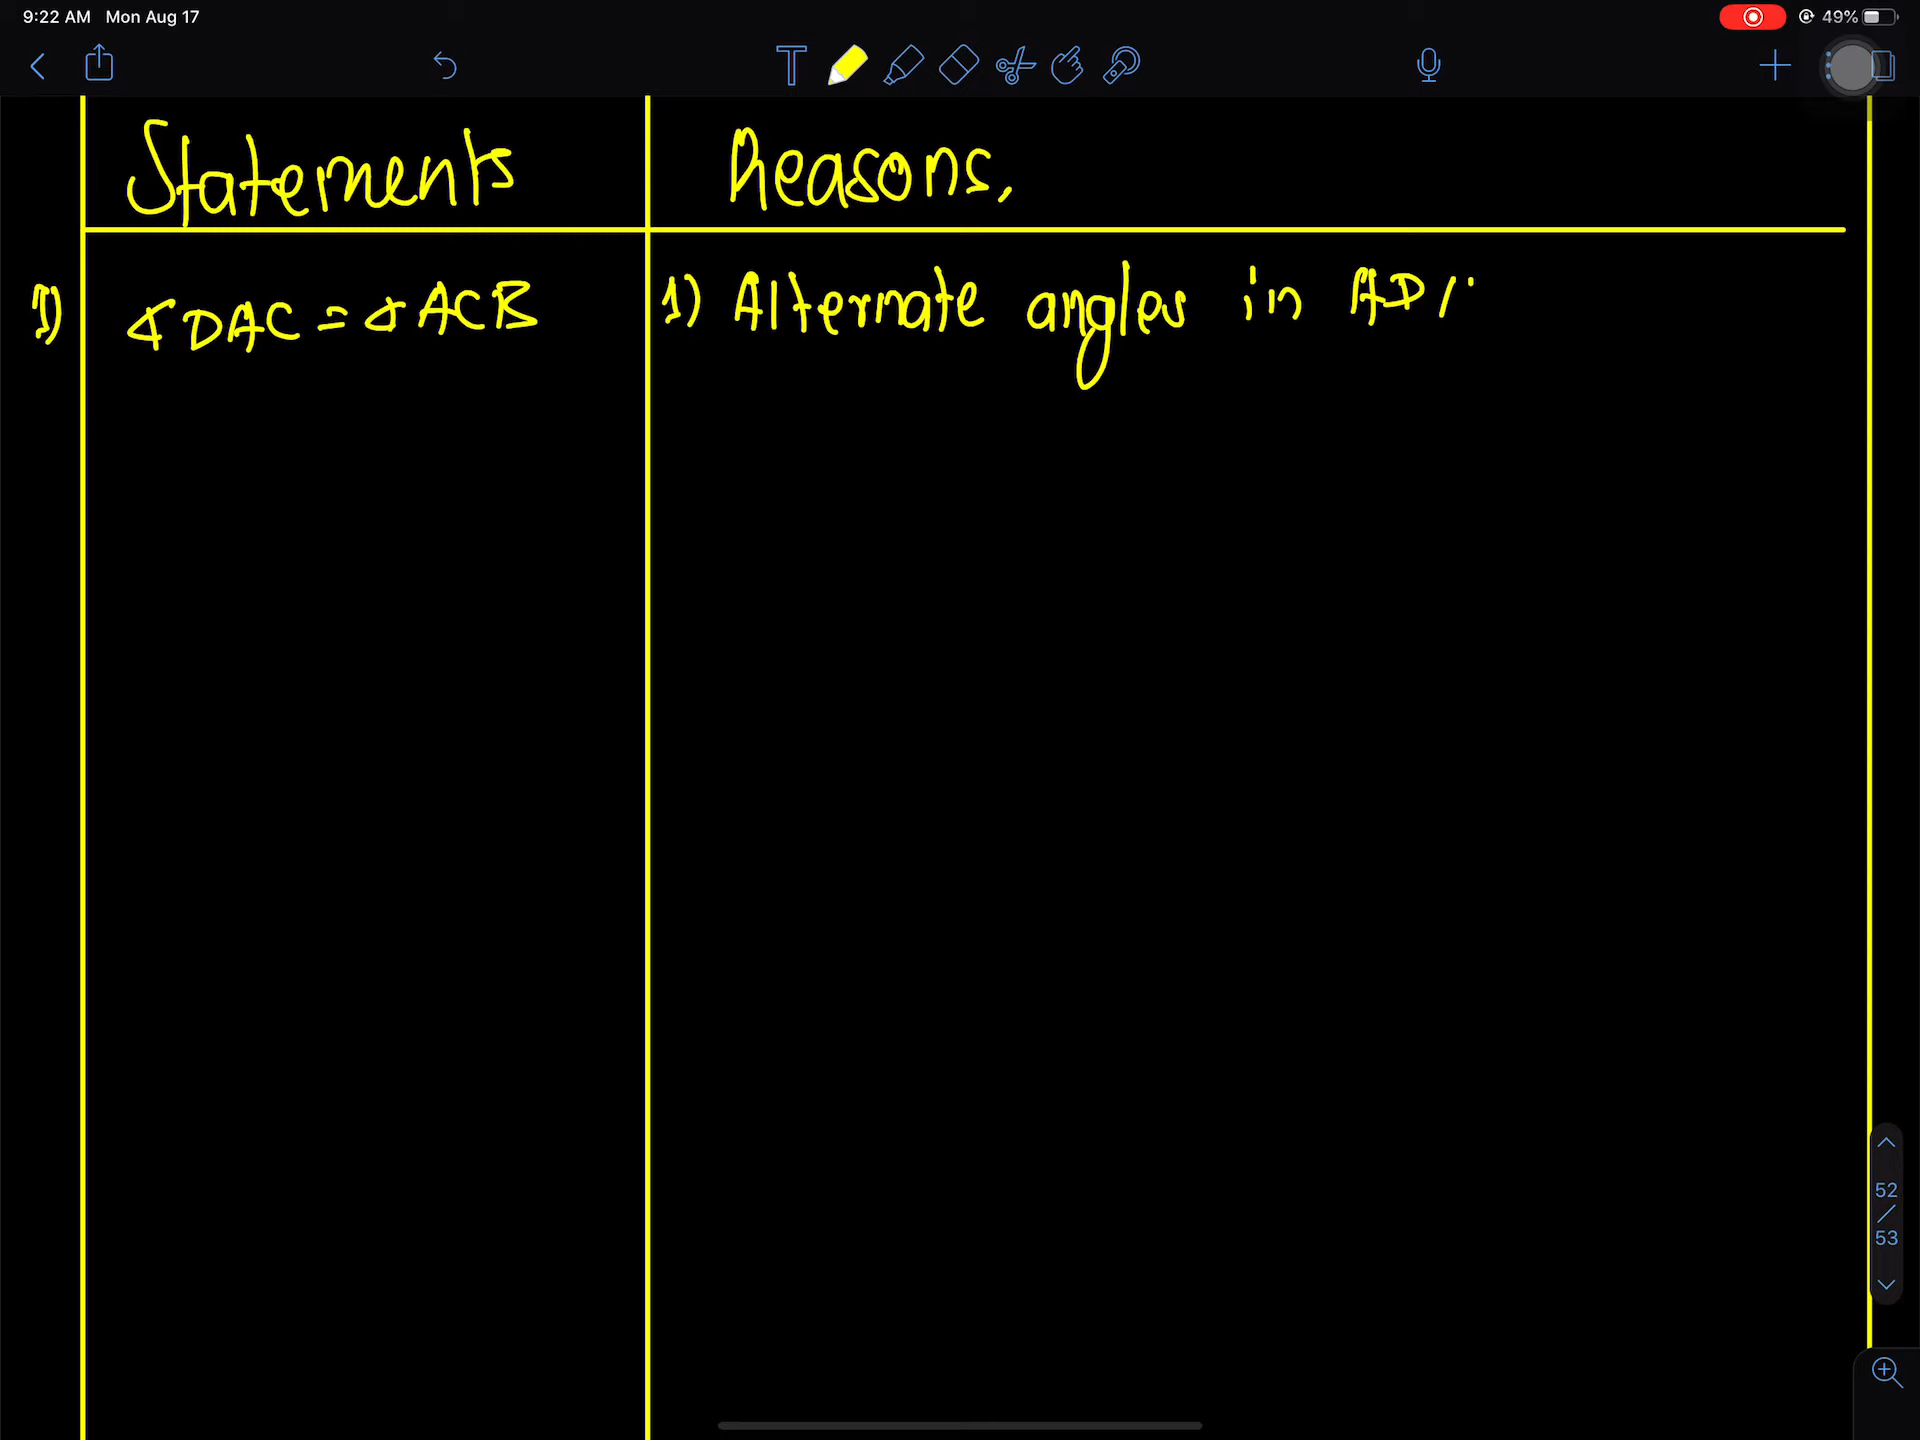 9:22 AM Mon Aug 17
49%
T
Statements
Reasons,
1) ∡DAC = ∡ACB
1) Alternate angles in AD/
52
/
53